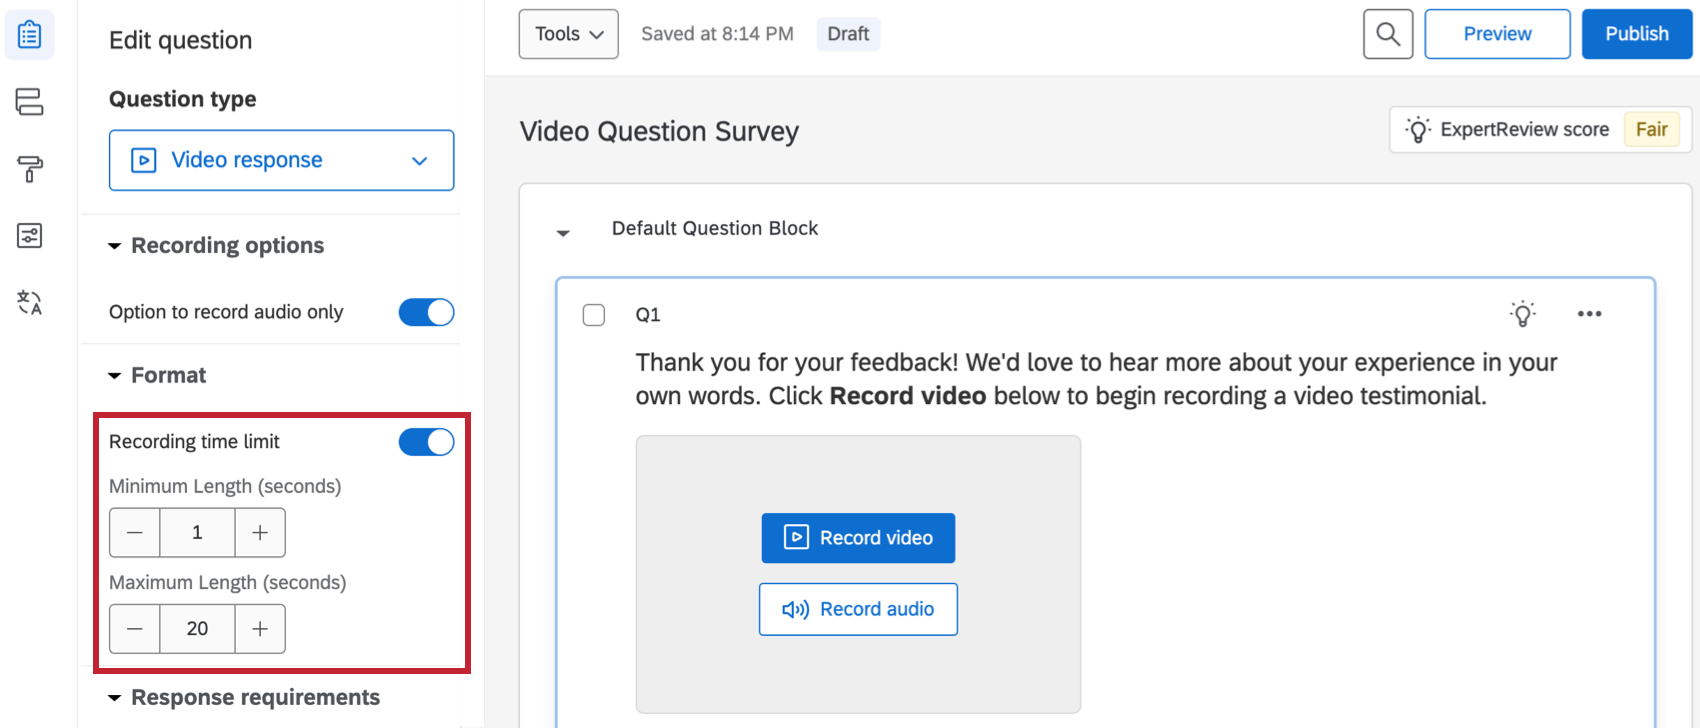 Edit question
Question type
Video response
Recording options
Option to record audio only
Format
Recording time limit
Minimum Length (seconds)
1
Maximum Length (seconds)
20
Response requirements
Tools
Saved at 8:14 PM
Draft
Preview
Publish
Video Question Survey
ExpertReview score
Fair
Default Question Block
Q1
Thank you for your feedback! We'd love to hear more about your experience in your
own words. Click Record video below to begin recording a video testimonial.
Record video
Record audio